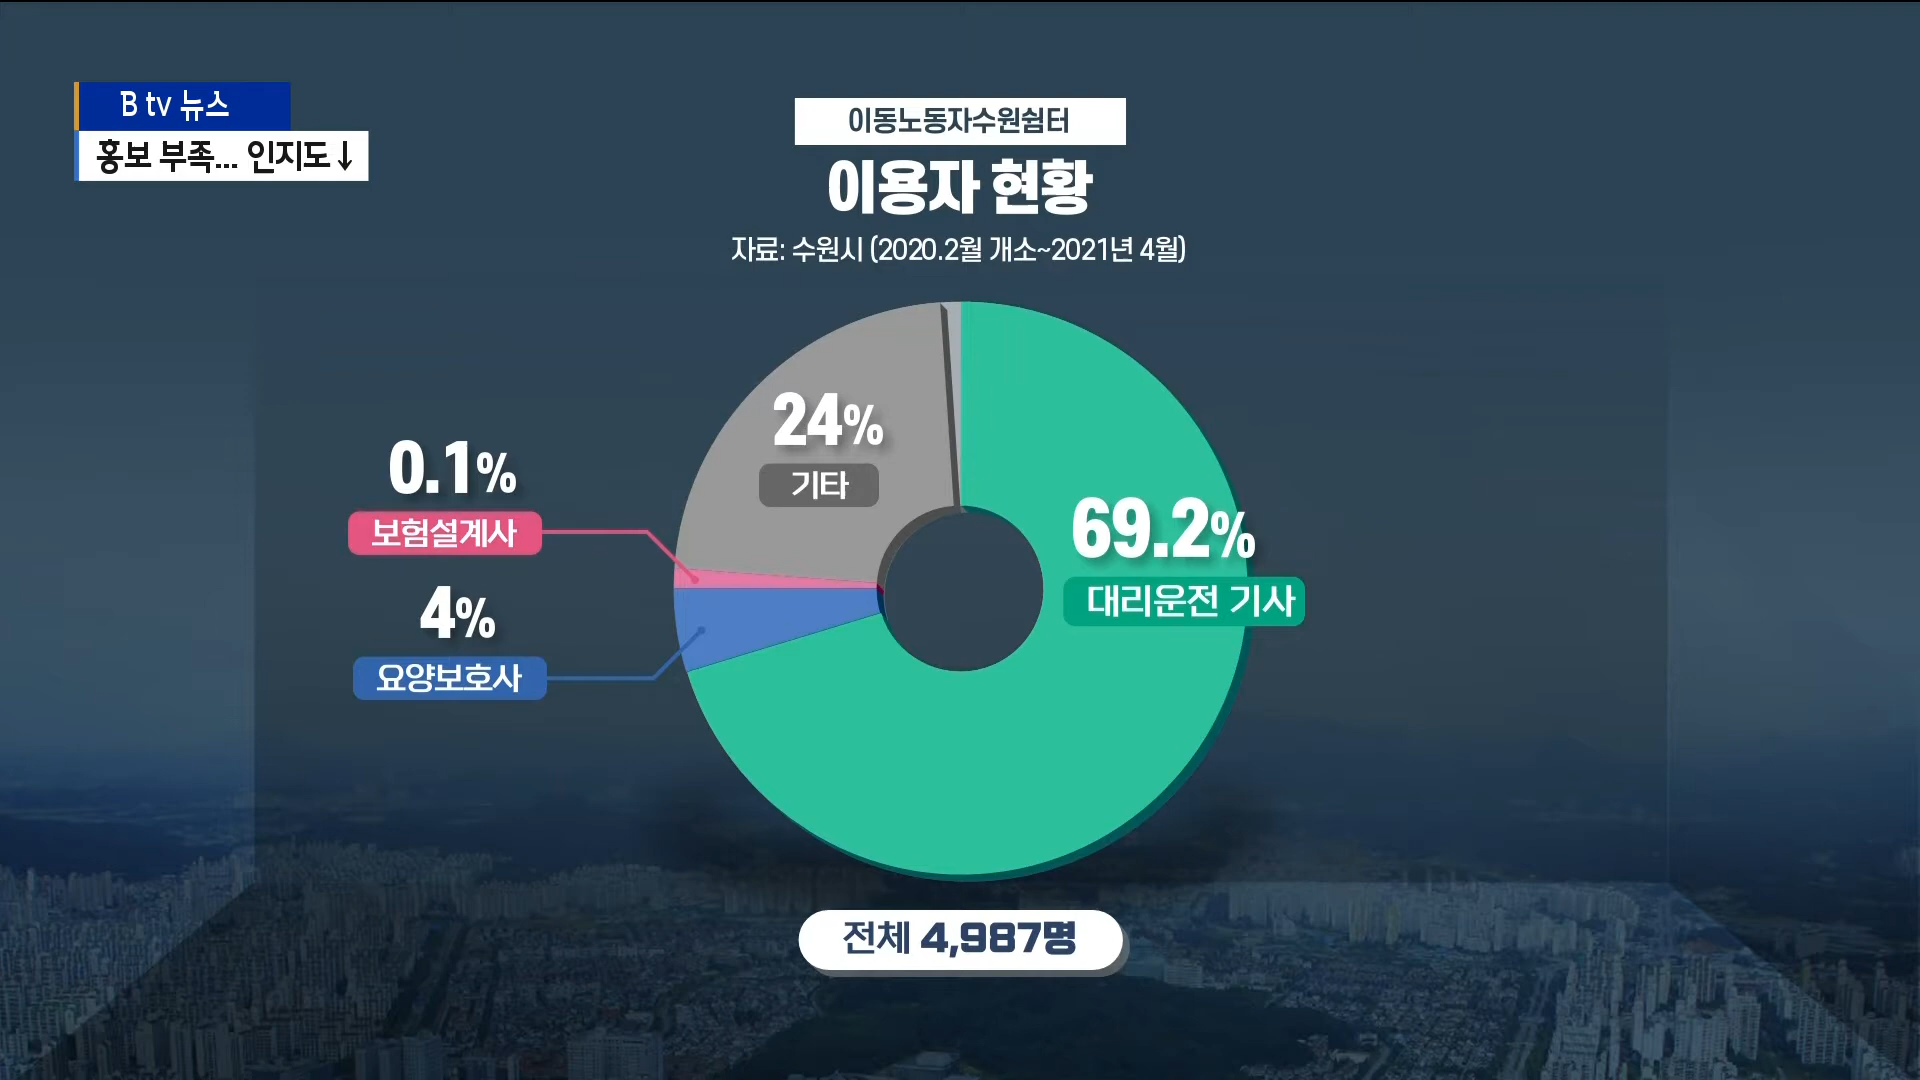 B tv 뉴스
홍보 부족... 인지도↓
이동노동자수원쉼터
이용자 현황
자료: 수원시 (2020.2월 개소~2021년 4월)
24%
기타
0.1%
보험설계사
4%
요양보호사
69.2%
대리운전 기사
전체 4,987명